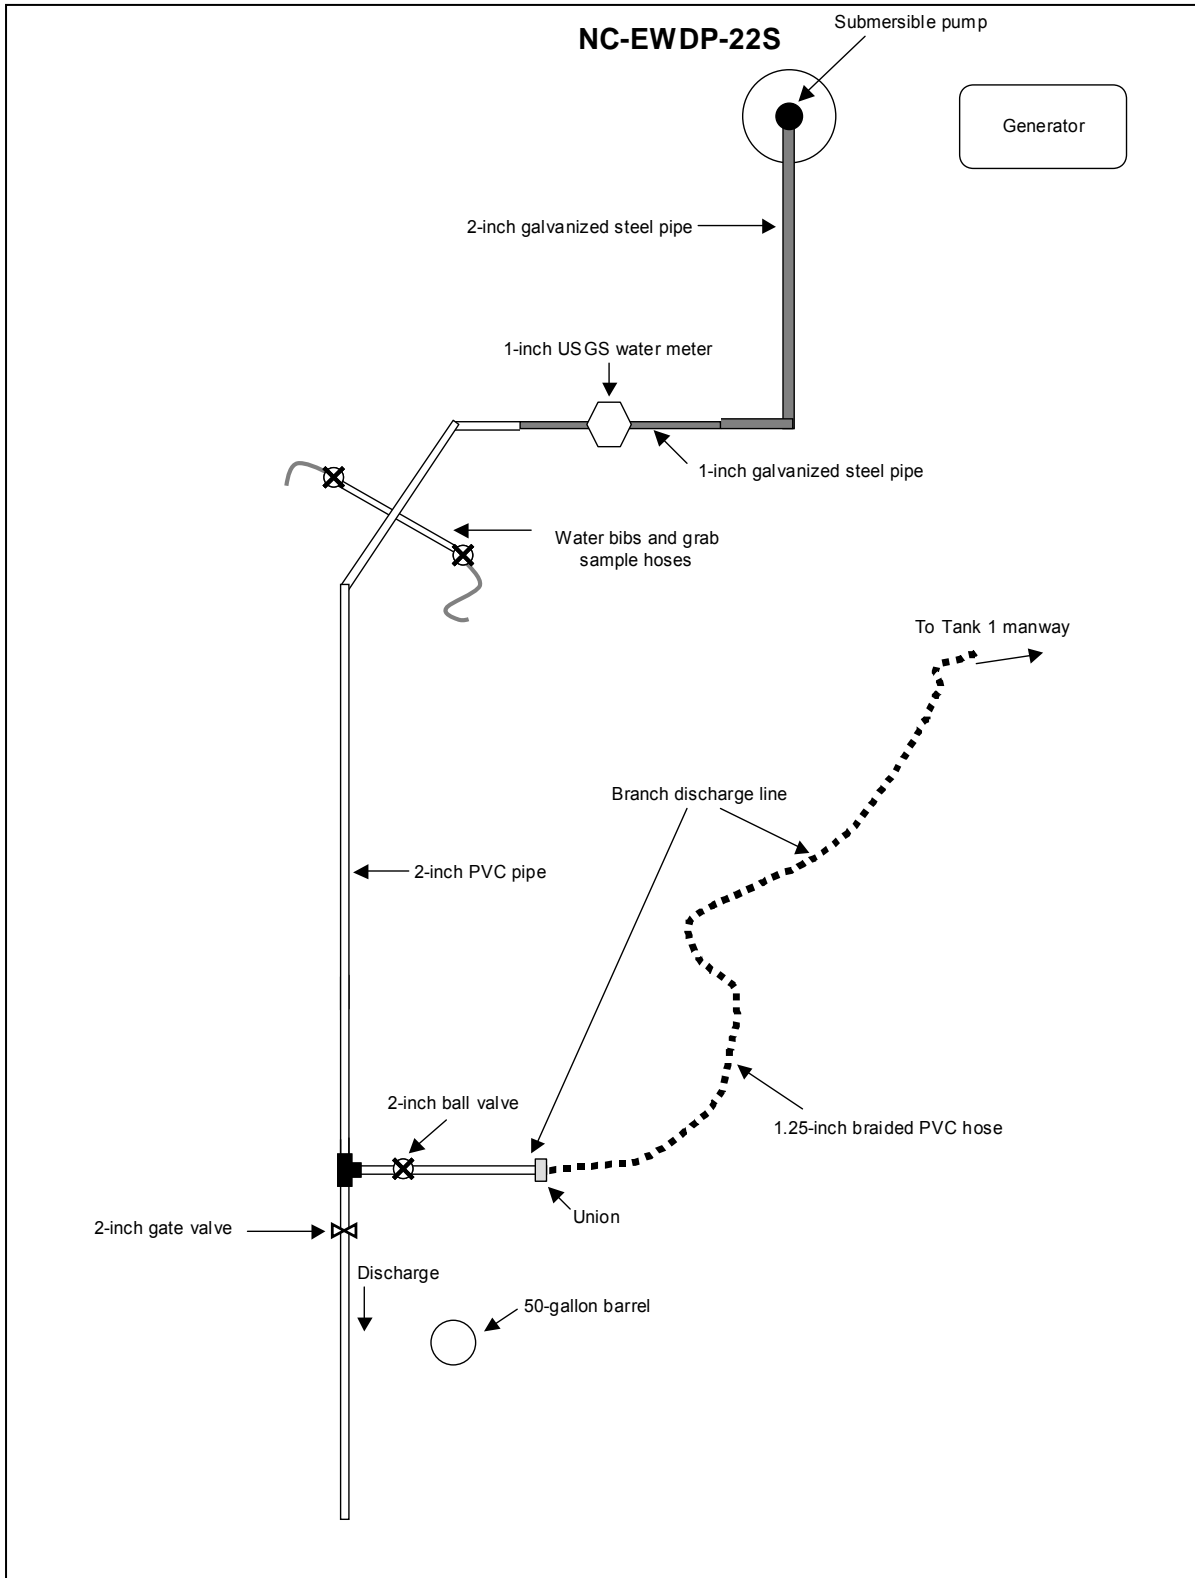 Submersible pump
NC-EWDP-22S
Generator
2-inch galvanized steel pipe
1-inch USGS water meter
1-inch galvanized steel pipe
Water bibs and grab
sample hoses
To Tank 1 manway
Branch discharge line
2-inch PVC pipe
2-inch ball valve
1.25-inch braided PVC hose
Union
2-inch gate valve
Discharge
50-gallon barrel